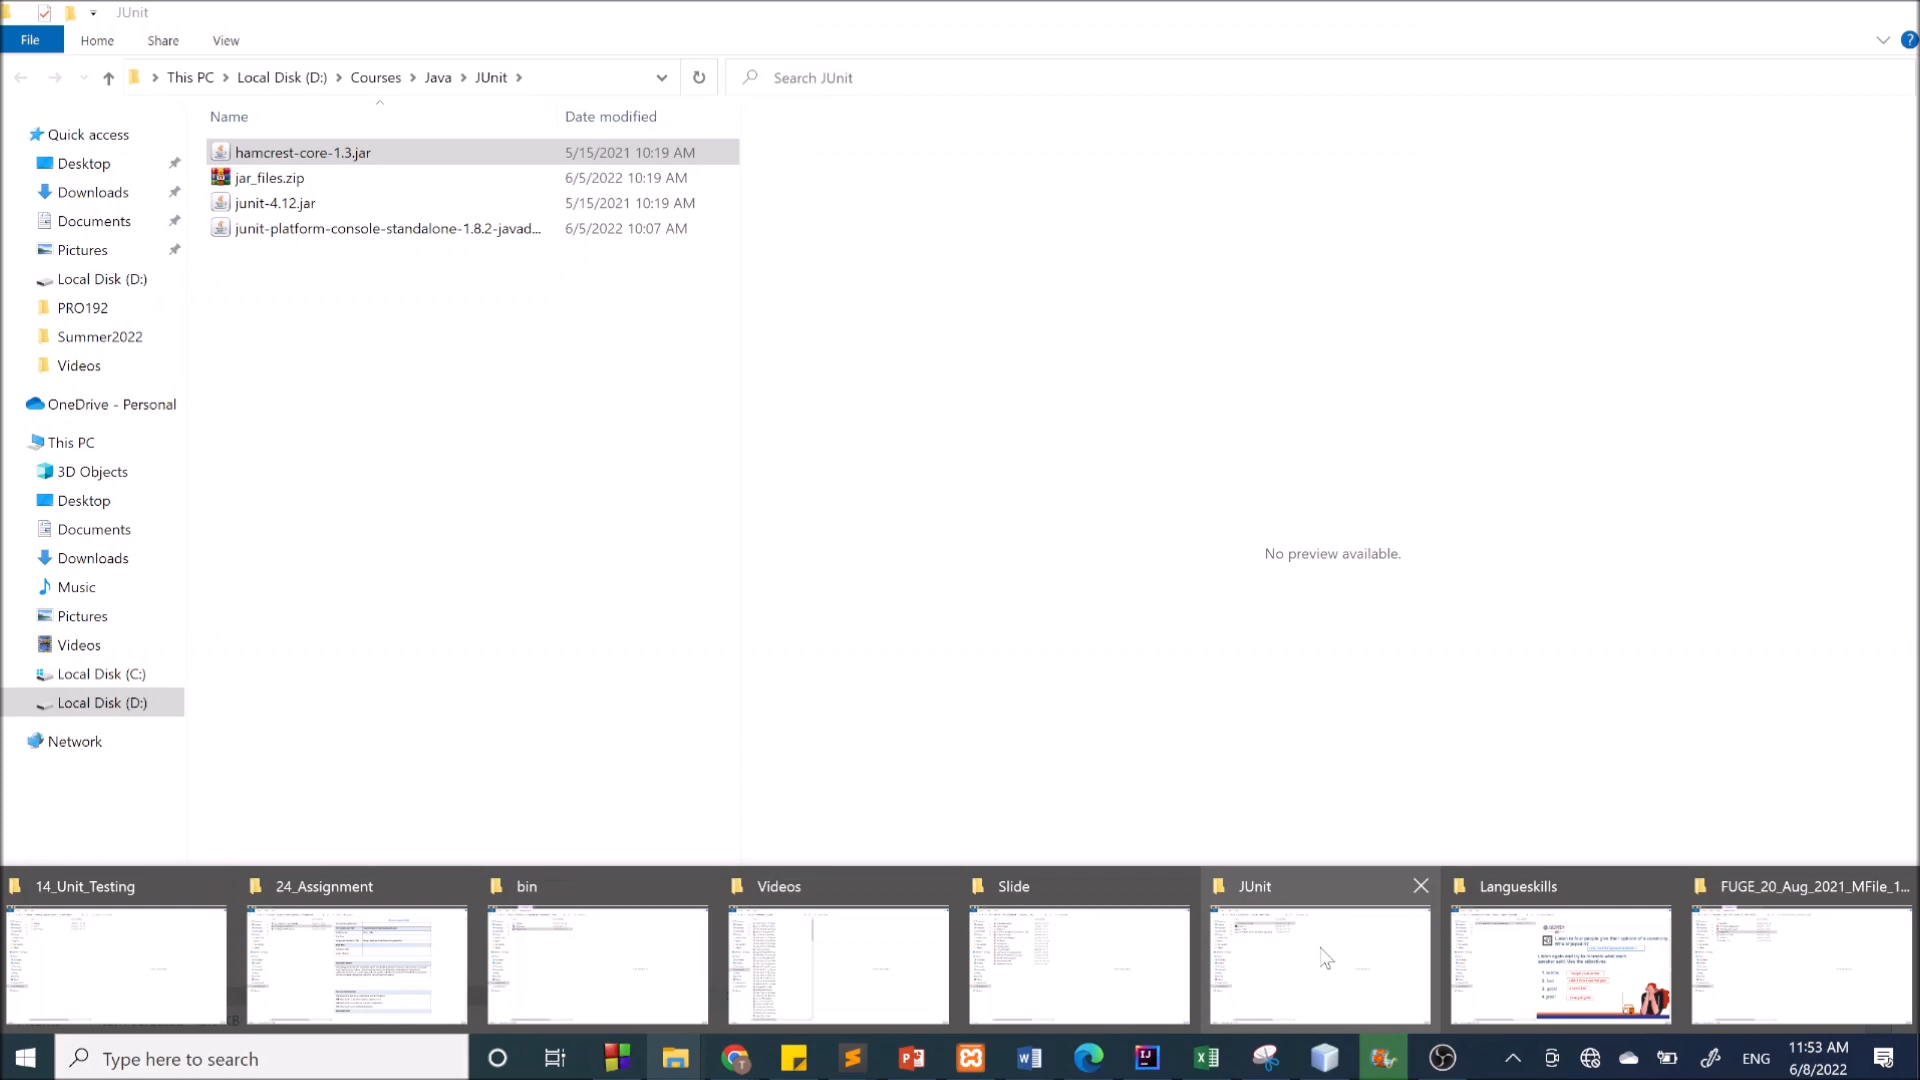 JUnit
File Home Share View
This PC Local Disk (D:) Courses Java JUnit
Search JUnit
Name Date modified
hamcrest-core-1.3.jar 5/15/2021 10:19 AM
jar_files.zip 6/5/2022 10:19 AM
junit-4.12.jar 5/15/2021 10:19 AM
junit-platform-console-standalone-1.8.2-javad... 6/5/2022 10:07 AM
Quick access
Desktop
Downloads
Documents
Pictures
Local Disk (D:)
PRO192
Summer2022
Videos
OneDrive - Personal
This PC
3D Objects
Desktop
Documents
Downloads
Music
Pictures
Videos
Local Disk (C:)
Local Disk (D:)
Network
No preview available.
14_Unit_Testing
24_Assignment
bin
Videos
Slide
JUnit
Langueskills
FUGE_20_Aug_2021_MFile_1...
Type here to search
ENG
11:53 AM
6/8/2022